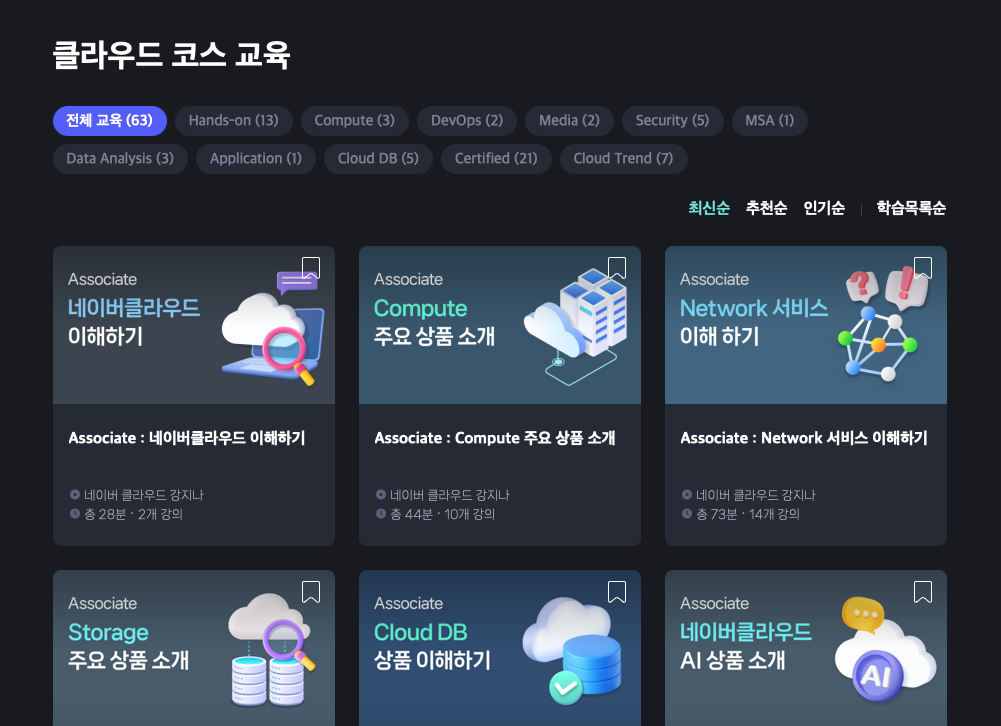 클라우드 코스 교육
전체 교육 (63) Hands-on (13) Compute (3) DevOps (2) Media (2) Security (5) MSA (1)
Data Analysis (3) Application (1) Cloud DB (5) Certified (21) Cloud Trend (7)
최신순 추천순 인기순 학습목록순
Associate
네이버클라우드
이해하기
Associate : 네이버클라우드 이해하기
네이버 클라우드 강지나
총 28분 · 2개 강의
Associate
Compute
주요 상품 소개
Associate : Compute 주요 상품 소개
네이버 클라우드 강지나
총 44분 · 10개 강의
Associate
Network 서비스
이해 하기
Associate : Network 서비스 이해하기
네이버 클라우드 강지나
총 73분 · 14개 강의
Associate
Storage
주요 상품 소개
Associate
Cloud DB
상품 이해하기
Associate
네이버클라우드
AI 상품 소개
AI